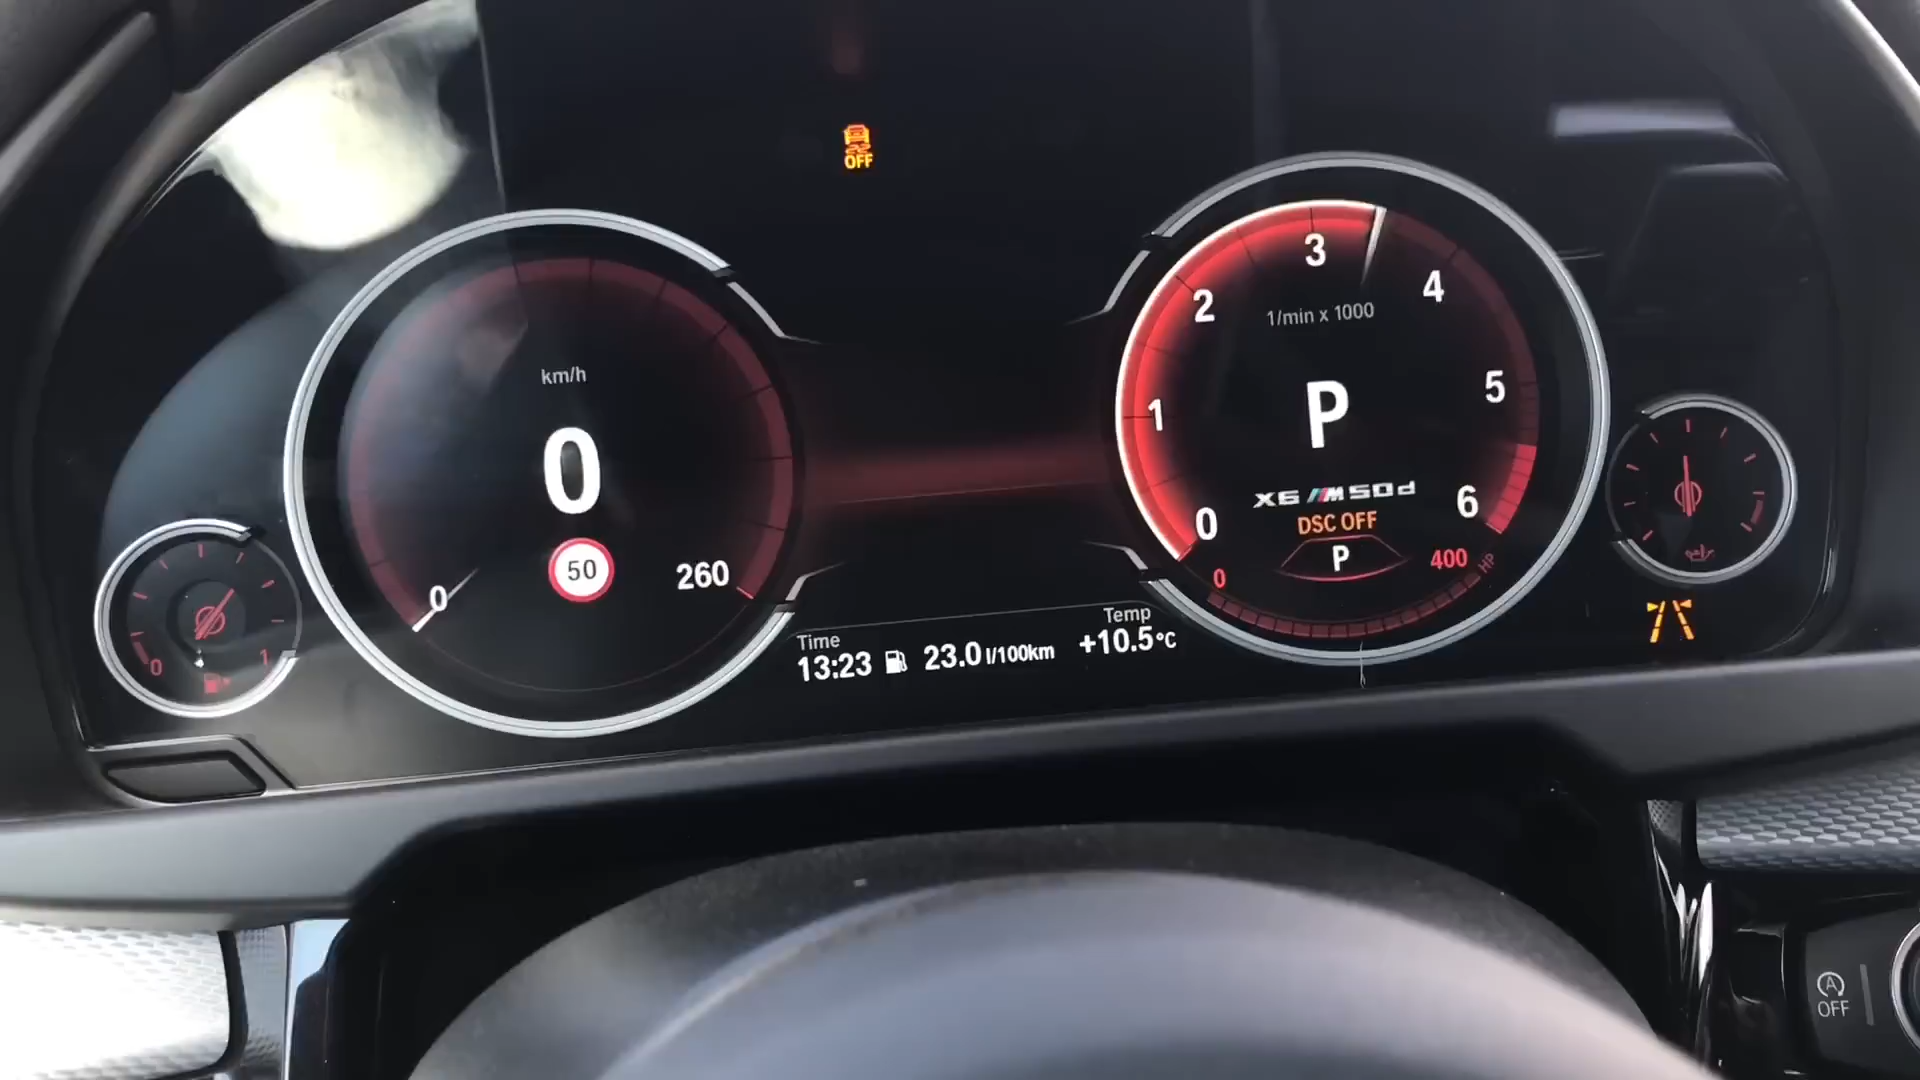 OFF
km/h
0
50
0
260
0
1
Time
13:23
23.0 l/100km
Temp
+10.5°C
3
2
4
1/min x 1000
1
P
5
X6 M50d
0
DSC OFF
6
P
0
400
HP
A
OFF